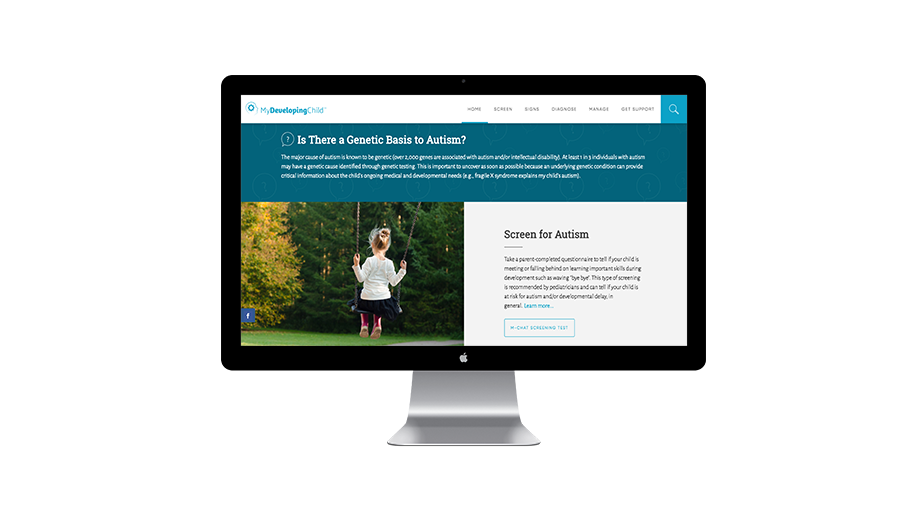 MyDevelopingChild™
HOME SCREEN SIGNS DIAGNOSE MANAGE GET SUPPORT
? Is There a Genetic Basis to Autism?
The major cause of autism is known to be genetic (over 2,000 genes are associated with autism and/or intellectual disability). At least 1 in 5 individuals with autism
may have a genetic cause identified through genetic testing. This is important to uncover as soon as possible because an underlying genetic condition can provide
critical information about the child's ongoing medical and developmental needs (e.g., fragile X syndrome explains my child's autism).
Screen for Autism
Take a parent-completed questionnaire to tell if your child is
meeting or falling behind on learning important skills during
development such as waving "bye bye". This type of screening
is recommended by pediatricians and can tell if your child is
at risk for autism and/or developmental delay, in
general. Learn more...
f
M-CHAT SCREENING TEST